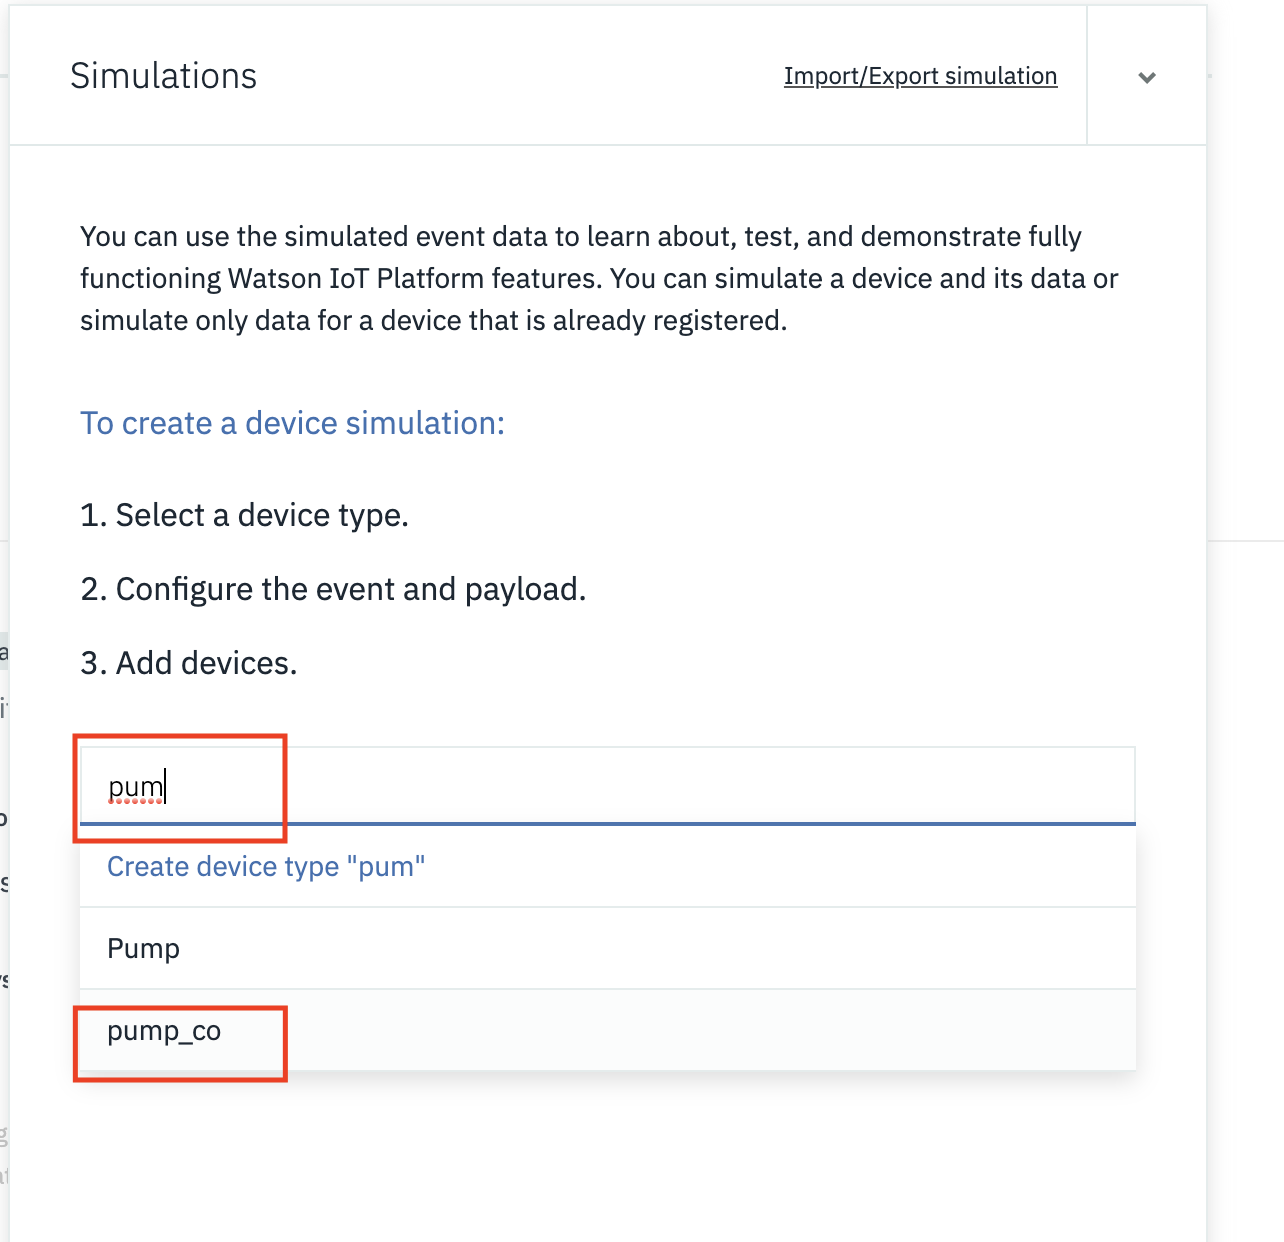 Simulations
Import/Export simulation
You can use the simulated event data to learn about, test, and demonstrate fully
functioning Watson IoT Platform features. You can simulate a device and its data or
simulate only data for a device that is already registered.
To create a device simulation:
1. Select a device type.
2. Configure the event and payload.
3. Add devices.
pum
Create device type "pum"
Pump
pump_co